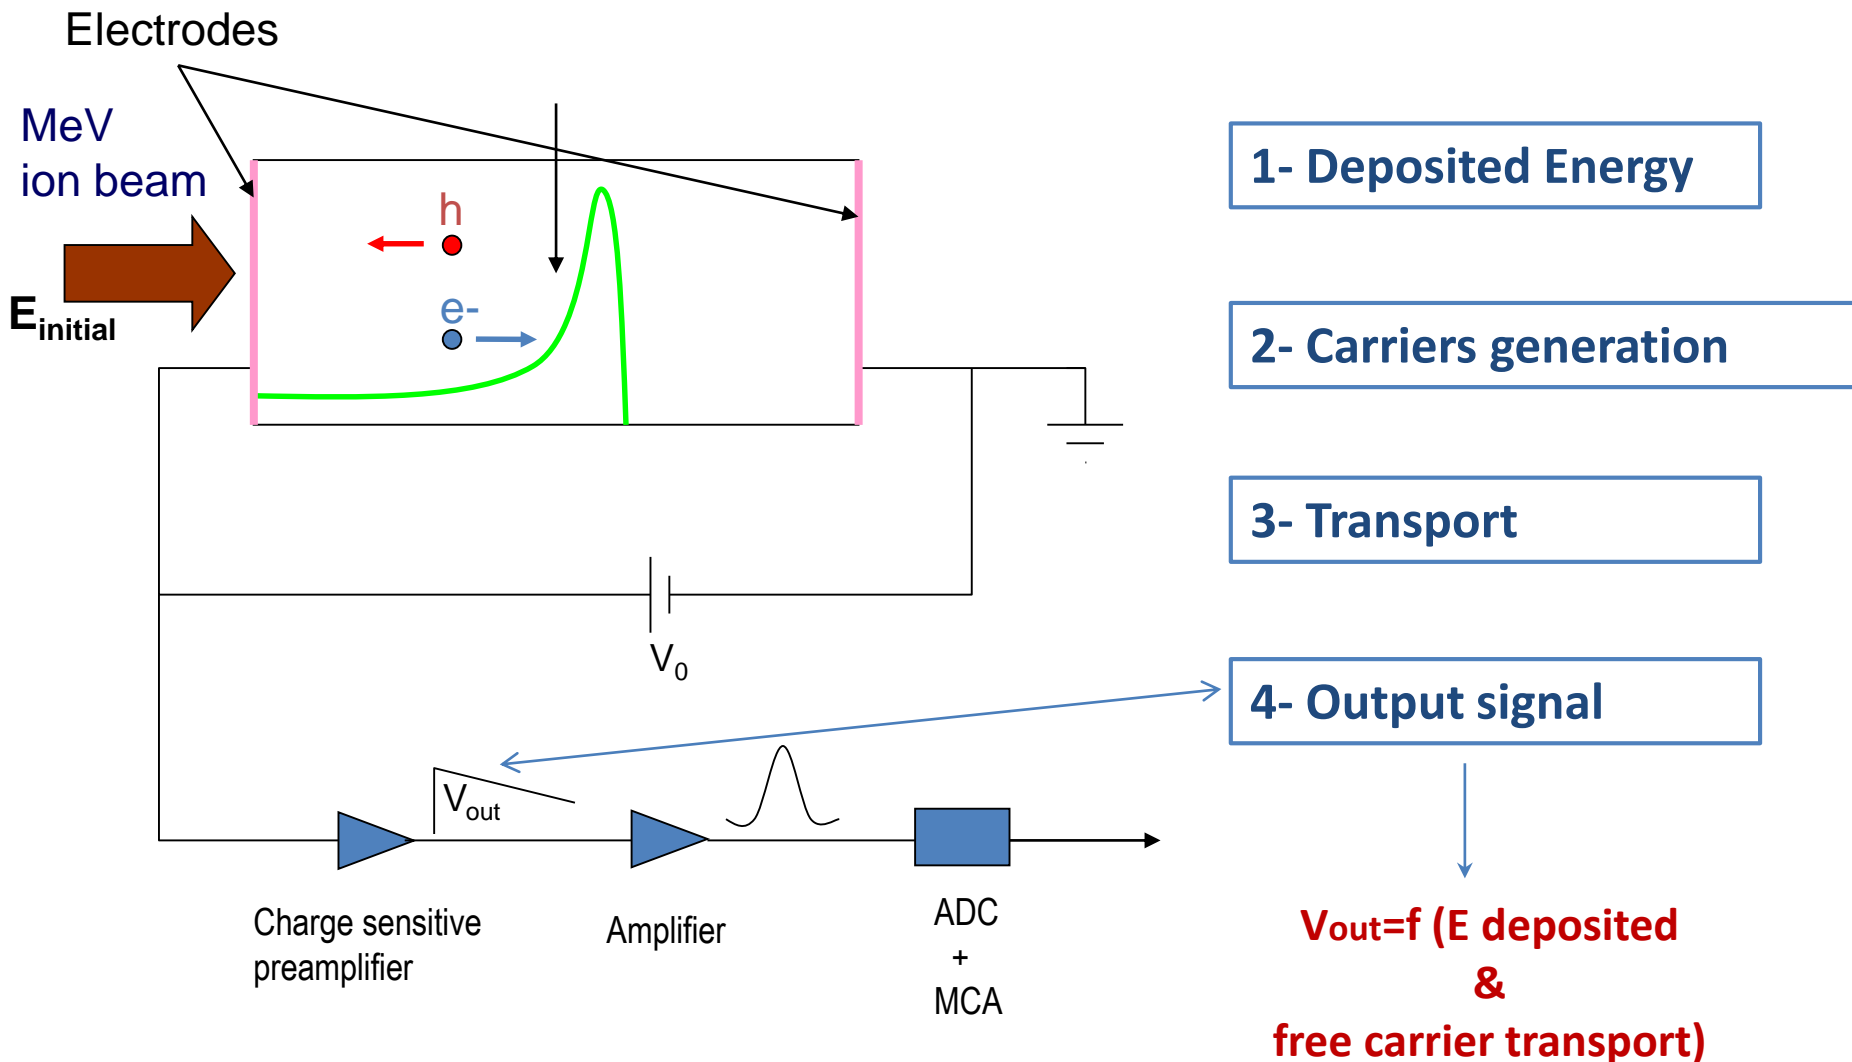 Electrodes
MeV
ion beam
E initial
h
e-
V0
Vout
Charge sensitive
preamplifier
Amplifier
ADC
+
MCA
1- Deposited Energy
2- Carriers generation
3- Transport
4- Output signal
Vout=f (E deposited
&
free carrier transport)